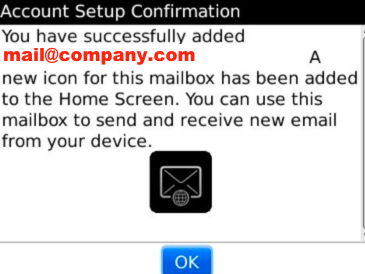 Account Setup Confirmation
You have successfully added
mail@company.com A
new icon for this mailbox has been added
to the Home Screen. You can use this
mailbox to send and receive new email
from your device.
OK